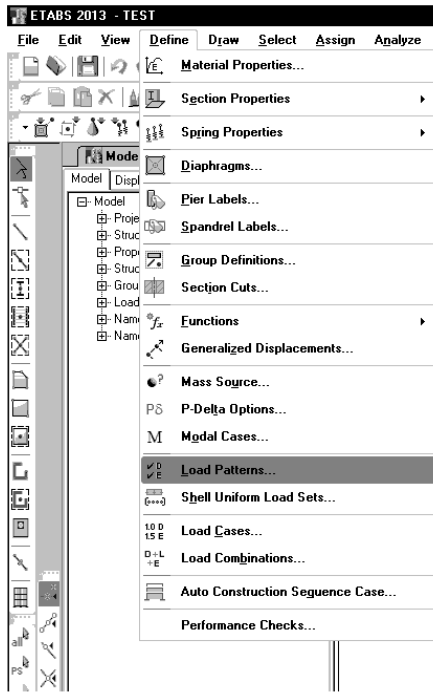 ETABS 2013 - TEST
File Edit View Define Draw Select Assign Analyze
Material Properties...
Section Properties
Spring Properties
Diaphragms...
Mode
Model Displ
Pier Labels...
Model
Spandrel Labels...
Proje
Struc
Prope
Group Definitions...
Struc
Section Cuts...
Grou
Load
Functions
Name
Name
Generalized Displacements...
Mass Source...
Pδ P-Delta Options...
M Modal Cases...
D E Load Patterns...
Shell Uniform Load Sets...
1.0 D 1.5 E Load Cases...
D+L +E Load Combinations...
Auto Construction Sequence Case...
Performance Checks...
all
PS